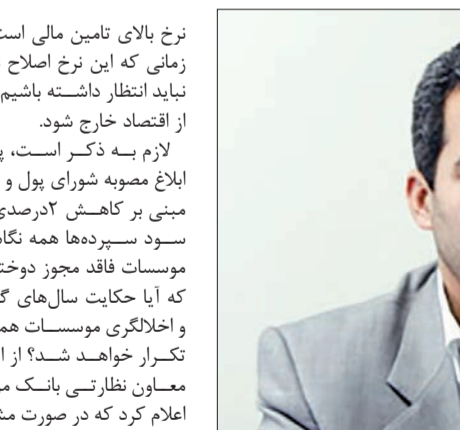 نرخ بالای تامین مالی است
زمانی که این نرخ اصلاح
نباید انتظار داشته باشیم
از اقتصاد خارج شود.
لازم به ذکر است، پ
ابلاغ مصوبه شورای پول و
مبنی بر کاهش ۲درصدی
سود سپرده‌ها همه نگاه
موسسات فاقد مجوز دوخت
که آیا حکایت سال‌های گ
و اخلالگری موسسات هم
تکرار خواهد شد؟ از ا
معاون نظارتی بانک مر
اعلام کرد که در صورت مش